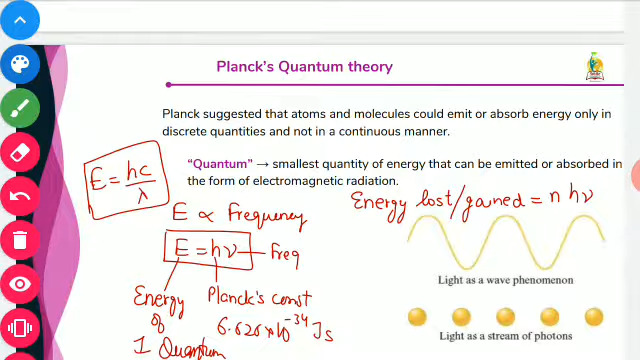 Planck's Quantum theory
Planck suggested that atoms and molecules could emit or absorb energy only in
discrete quantities and not in a continuous manner.
"Quantum" → smallest quantity of energy that can be emitted or absorbed in
the form of electromagnetic radiation.
E = hc/λ
Energy lost/gained = n hν
E ∝ Frequency
E = hν — Freq
Light as a wave phenomenon
Energy of 1 Quantum
Planck's const
6.626×10⁻³⁴ Js
Light as a stream of photons